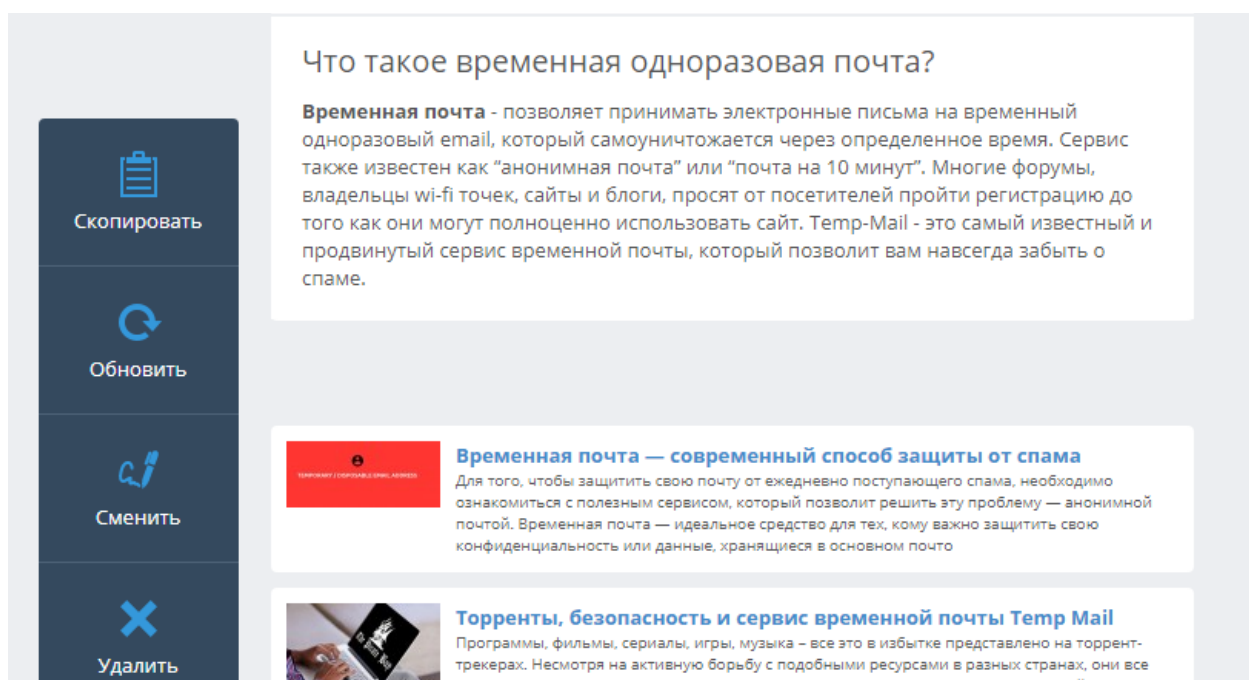 Скопировать
Обновить
Сменить
Удалить
Что такое временная одноразовая почта?
Временная почта - позволяет принимать электронные письма на временный
одноразовый email, который самоуничтожается через определенное время. Сервис
также известен как “анонимная почта” или “почта на 10 минут”. Многие форумы,
владельцы wi-fi точек, сайты и блоги, просят от посетителей пройти регистрацию до
того как они могут полноценно использовать сайт. Temp-Mail - это самый известный и
продвинутый сервис временной почты, который позволит вам навсегда забыть о
спаме.
TEMPORARY / DISPOSABLE EMAIL ADDRESS
Временная почта — современный способ защиты от спама
Для того, чтобы защитить свою почту от ежедневно поступающего спама, необходимо
ознакомиться с полезным сервисом, который позволит решить эту проблему — анонимной
почтой. Временная почта — идеальное средство для тех, кому важно защитить свою
конфиденциальность или данные, хранящиеся в основном почто
The Pirate Bay
Торренты, безопасность и сервис временной почты Temp Mail
Программы, фильмы, сериалы, игры, музыка – все это в избытке представлено на торрент-
трекерах. Несмотря на активную борьбу с подобными ресурсами в разных странах, они все